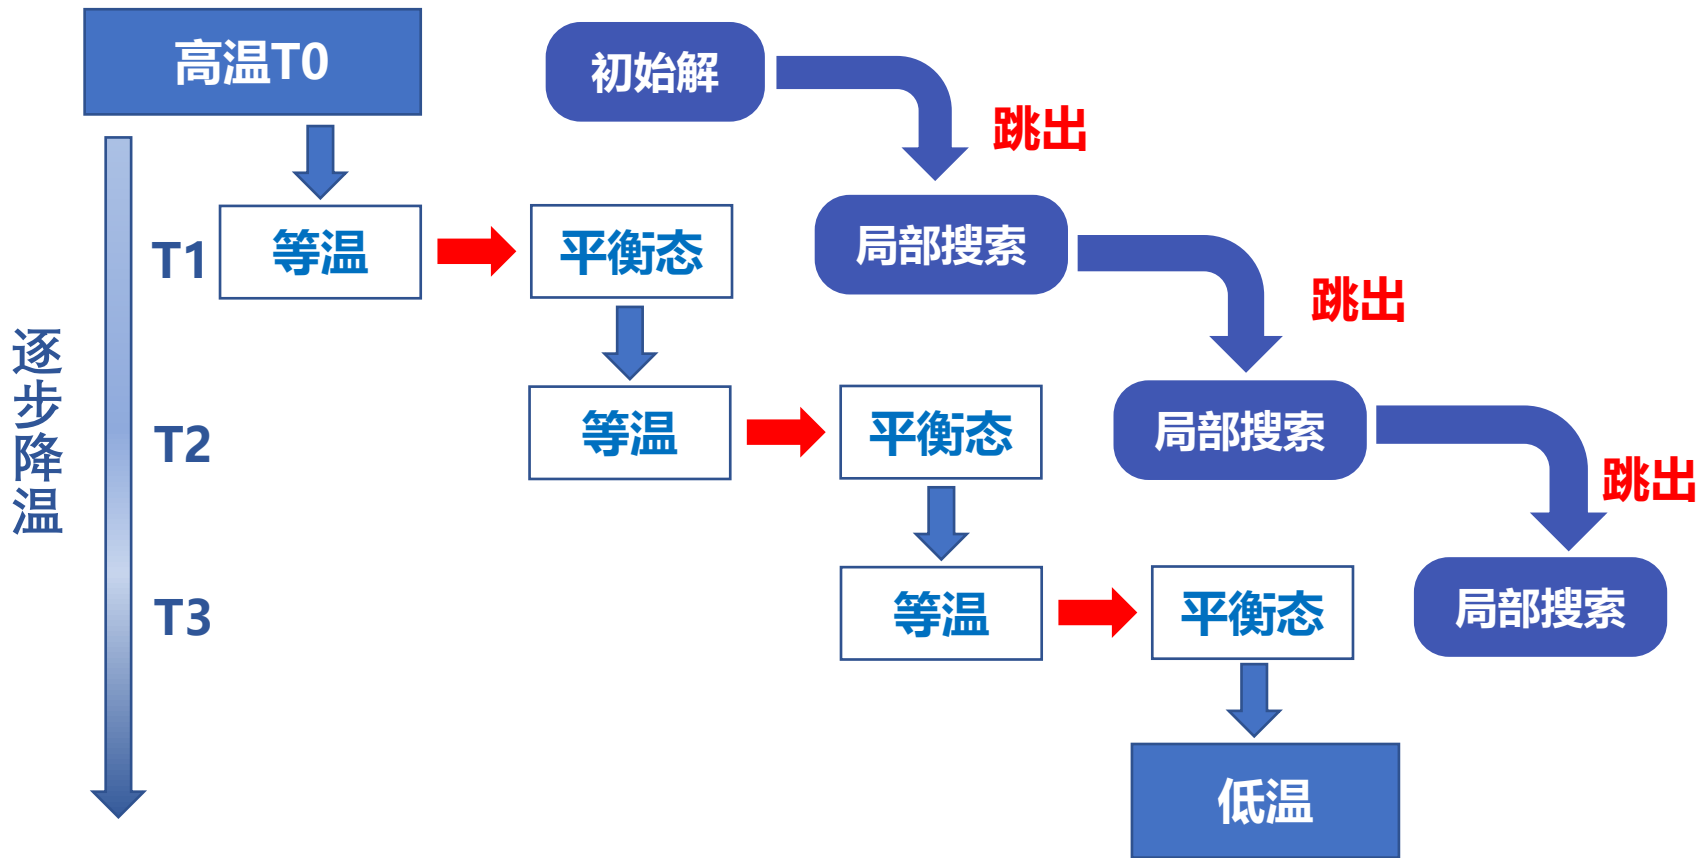 高温T0
初始解
跳出
T1
等温
平衡态
局部搜索
跳出
逐步降温
T2
等温
平衡态
局部搜索
跳出
T3
等温
平衡态
局部搜索
低温